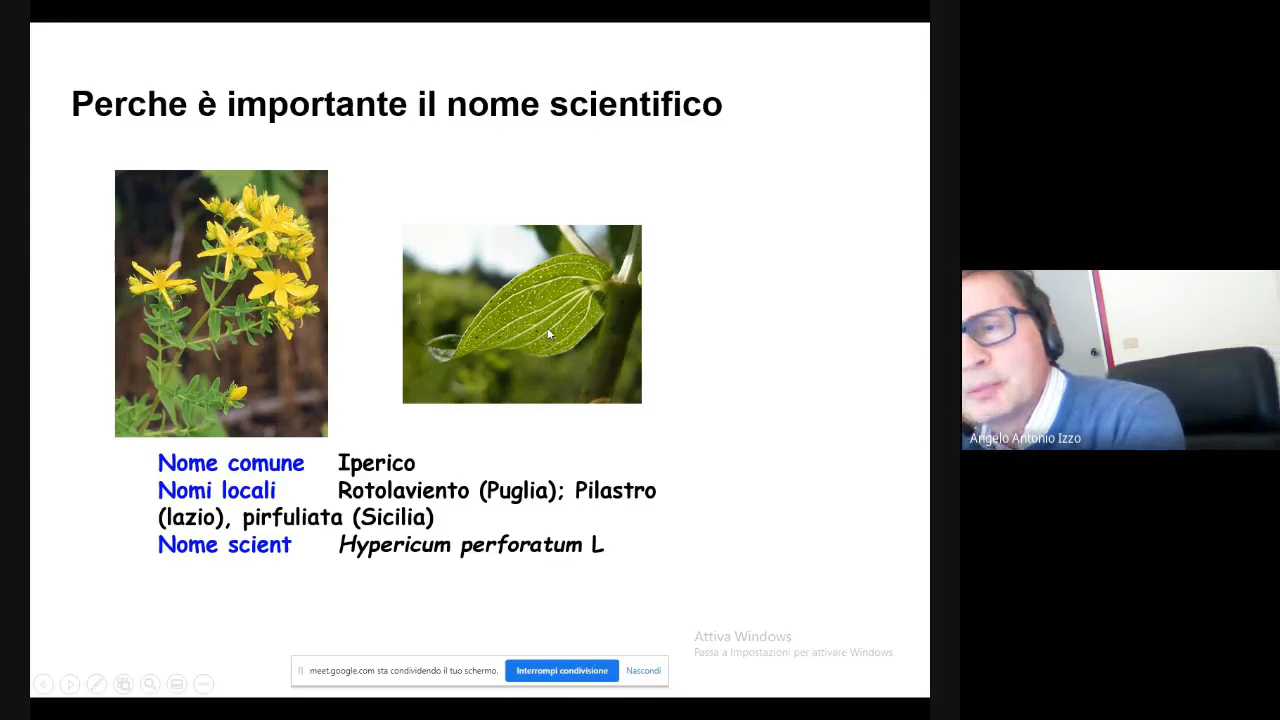 Perche è importante il nome scientifico
Nome comune Iperico
Nomi locali Rotolaviento (Puglia); Pilastro
(lazio), pirfuliata (Sicilia)
Nome scient Hypericum perforatum L
Angelo Antonio Izzo
Attiva Windows
Passa a Impostazioni per attivare Windows.
meet.google.com sta condividendo il tuo schermo. Interrompi condivisione Nascondi